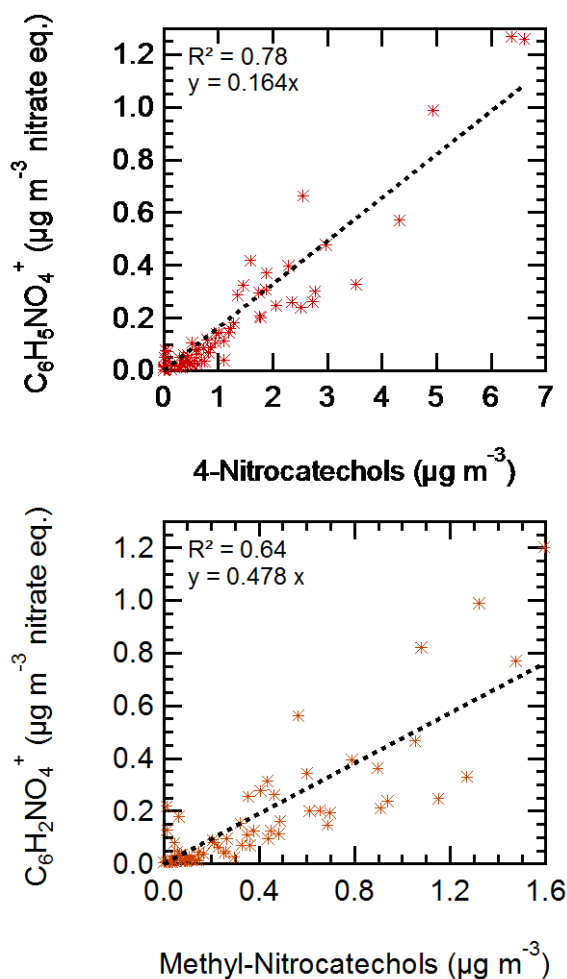 C₆H₅NO₄⁺ (µg m⁻³ nitrate eq.)
R² = 0.78
y = 0.164x
1.2
1.0
0.8
0.6
0.4
0.2
0.0
0 1 2 3 4 5 6 7
4-Nitrocatechols (µg m⁻³)
C₆H₂NO₄⁺ (µg m⁻³ nitrate eq.)
R² = 0.64
y = 0.478 x
1.2
1.0
0.8
0.6
0.4
0.2
0.0
0.0 0.4 0.8 1.2 1.6
Methyl-Nitrocatechols (µg m⁻³)